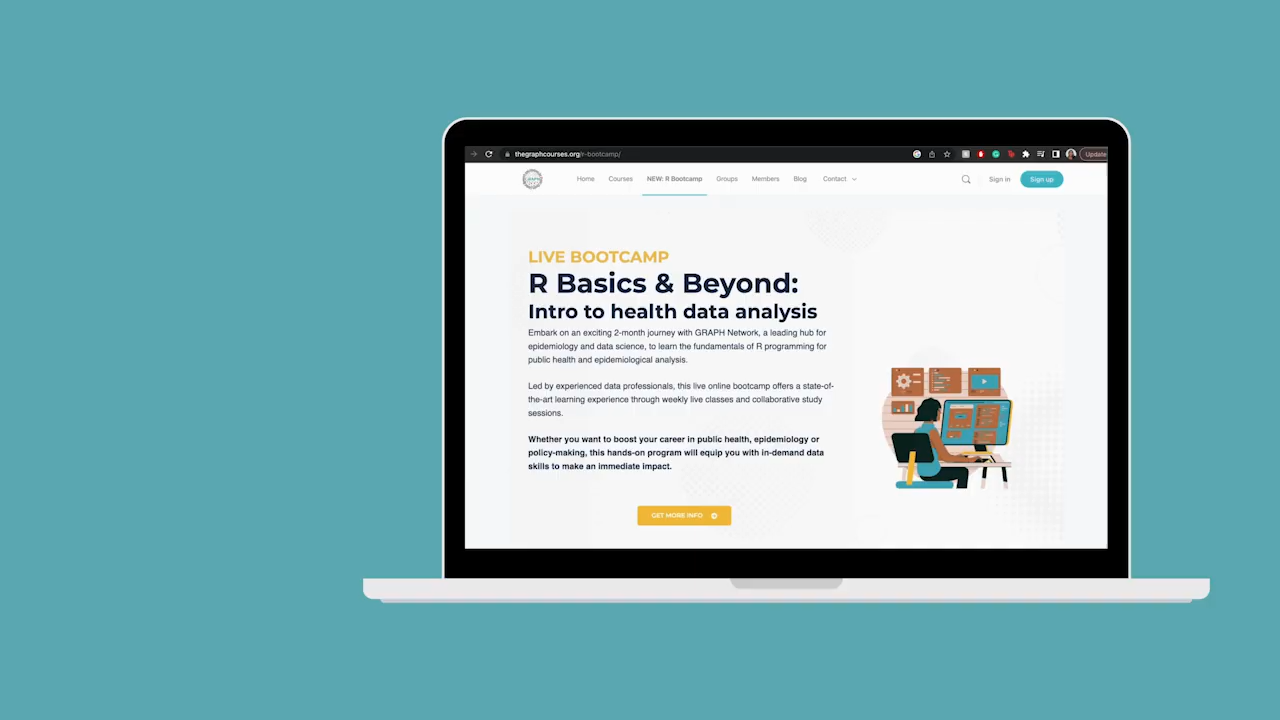 thegraphcourses.org/r-bootcamp/
Update
Home Courses NEW: R Bootcamp Groups Members Blog Contact Sign in Sign up
LIVE BOOTCAMP
R Basics & Beyond:
Intro to health data analysis
Embark on an exciting 2-month journey with GRAPH Network, a leading hub for
epidemiology and data science, to learn the fundamentals of R programming for
public health and epidemiological analysis.
Led by experienced data professionals, this live online bootcamp offers a state-of-
the-art learning experience through weekly live classes and collaborative study
sessions.
Whether you want to boost your career in public health, epidemiology or
policy-making, this hands-on program will equip you with in-demand data
skills to make an immediate impact.
GET MORE INFO